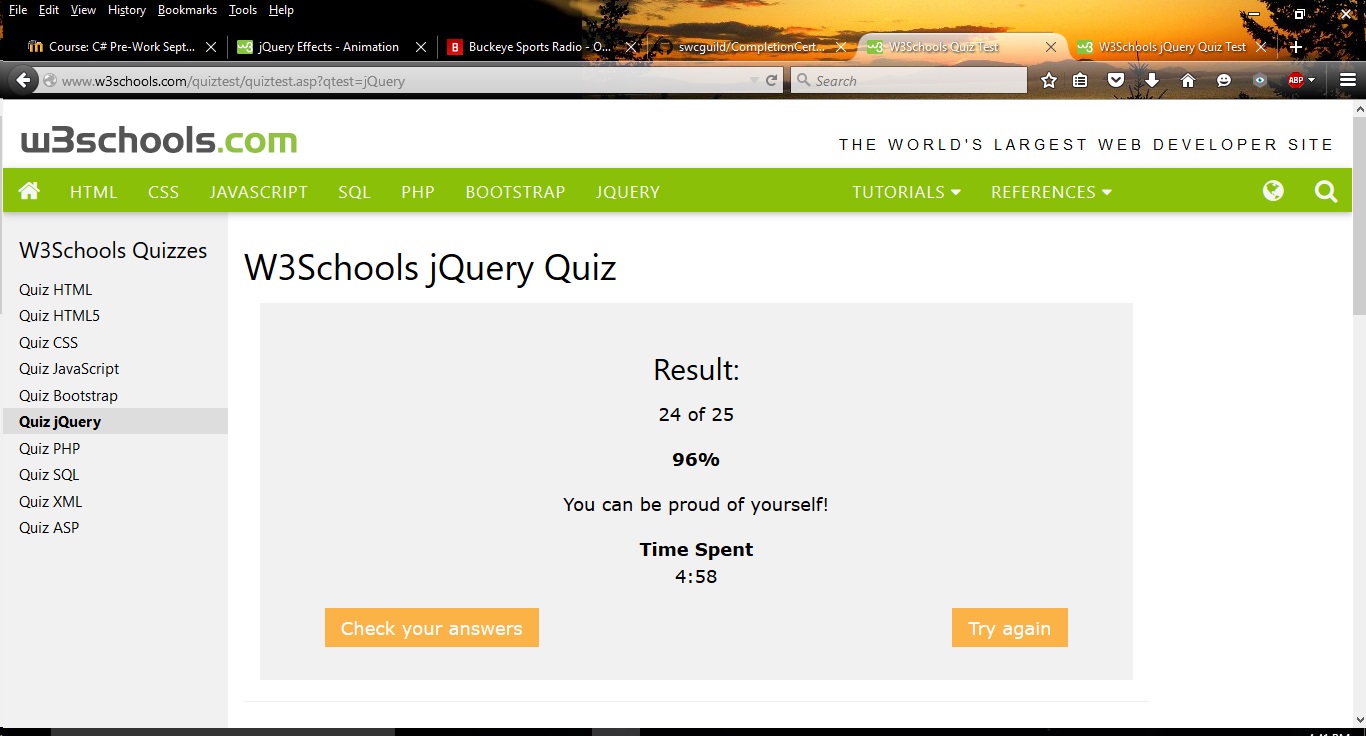 File Edit View History Bookmarks Tools Help
Course: C# Pre-Work Sept... jQuery Effects - Animation Buckeye Sports Radio - O... swcguild/CompletionCert... W3Schools Quiz Test W3Schools jQuery Quiz Test
www.w3schools.com/quiztest/quiztest.asp?qtest=jQuery Search ABP
w3schools.com
THE WORLD'S LARGEST WEB DEVELOPER SITE
HTML CSS JAVASCRIPT SQL PHP BOOTSTRAP JQUERY TUTORIALS REFERENCES
W3Schools Quizzes
Quiz HTML
Quiz HTML5
Quiz CSS
Quiz JavaScript
Quiz Bootstrap
Quiz jQuery
Quiz PHP
Quiz SQL
Quiz XML
Quiz ASP
W3Schools jQuery Quiz
Result:
24 of 25
96%
You can be proud of yourself!
Time Spent
4:58
Check your answers Try again